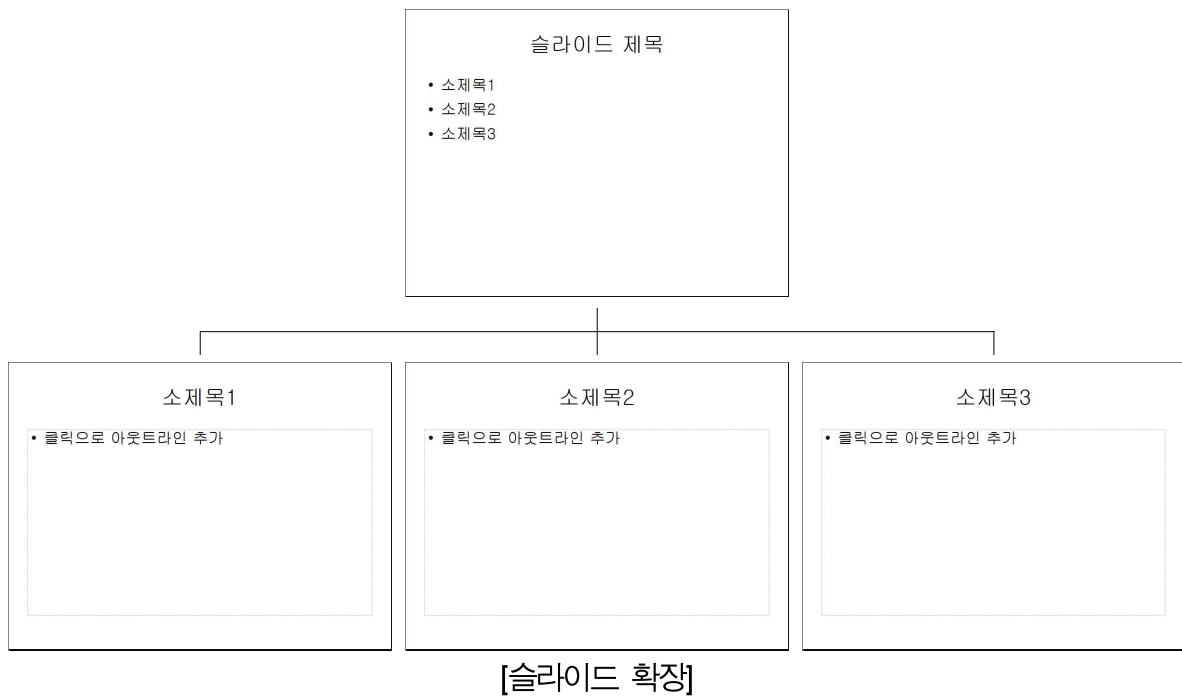 슬라이드 제목
• 소제목1
• 소제목2
• 소제목3
소제목1
• 클릭으로 아웃트라인 추가
소제목2
• 클릭으로 아웃트라인 추가
소제목3
• 클릭으로 아웃트라인 추가
[슬라이드 확장]